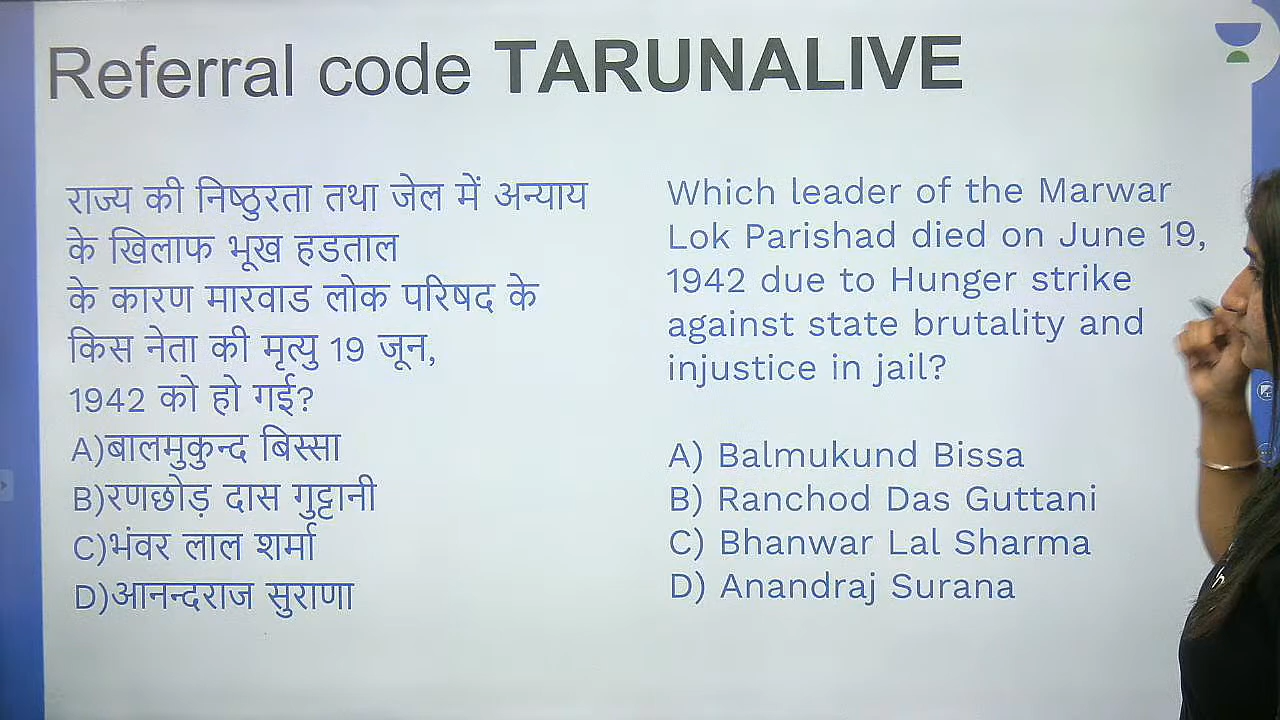 Referral code TARUNALIVE
राज्य की निष्ठुरता तथा जेल में अन्याय
के खिलाफ भूख हडताल
के कारण मारवाड लोक परिषद के
किस नेता की मृत्यु 19 जून,
1942 को हो गई?
A)बालमुकुन्द बिस्सा
B)रणछोड़ दास गुट्टानी
C)भंवर लाल शर्मा
D)आनन्दराज सुराणा
Which leader of the Marwar
Lok Parishad died on June 19,
1942 due to Hunger strike
against state brutality and
injustice in jail?
A) Balmukund Bissa
B) Ranchod Das Guttani
C) Bhanwar Lal Sharma
D) Anandraj Surana